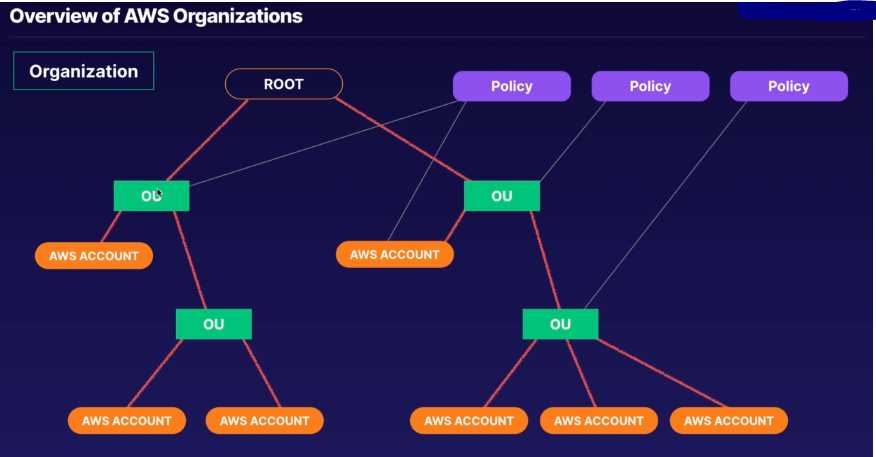 Overview of AWS Organizations
Organization
ROOT
Policy
Policy
Policy
OU
OU
AWS ACCOUNT
AWS ACCOUNT
OU
OU
AWS ACCOUNT
AWS ACCOUNT
AWS ACCOUNT
AWS ACCOUNT
AWS ACCOUNT